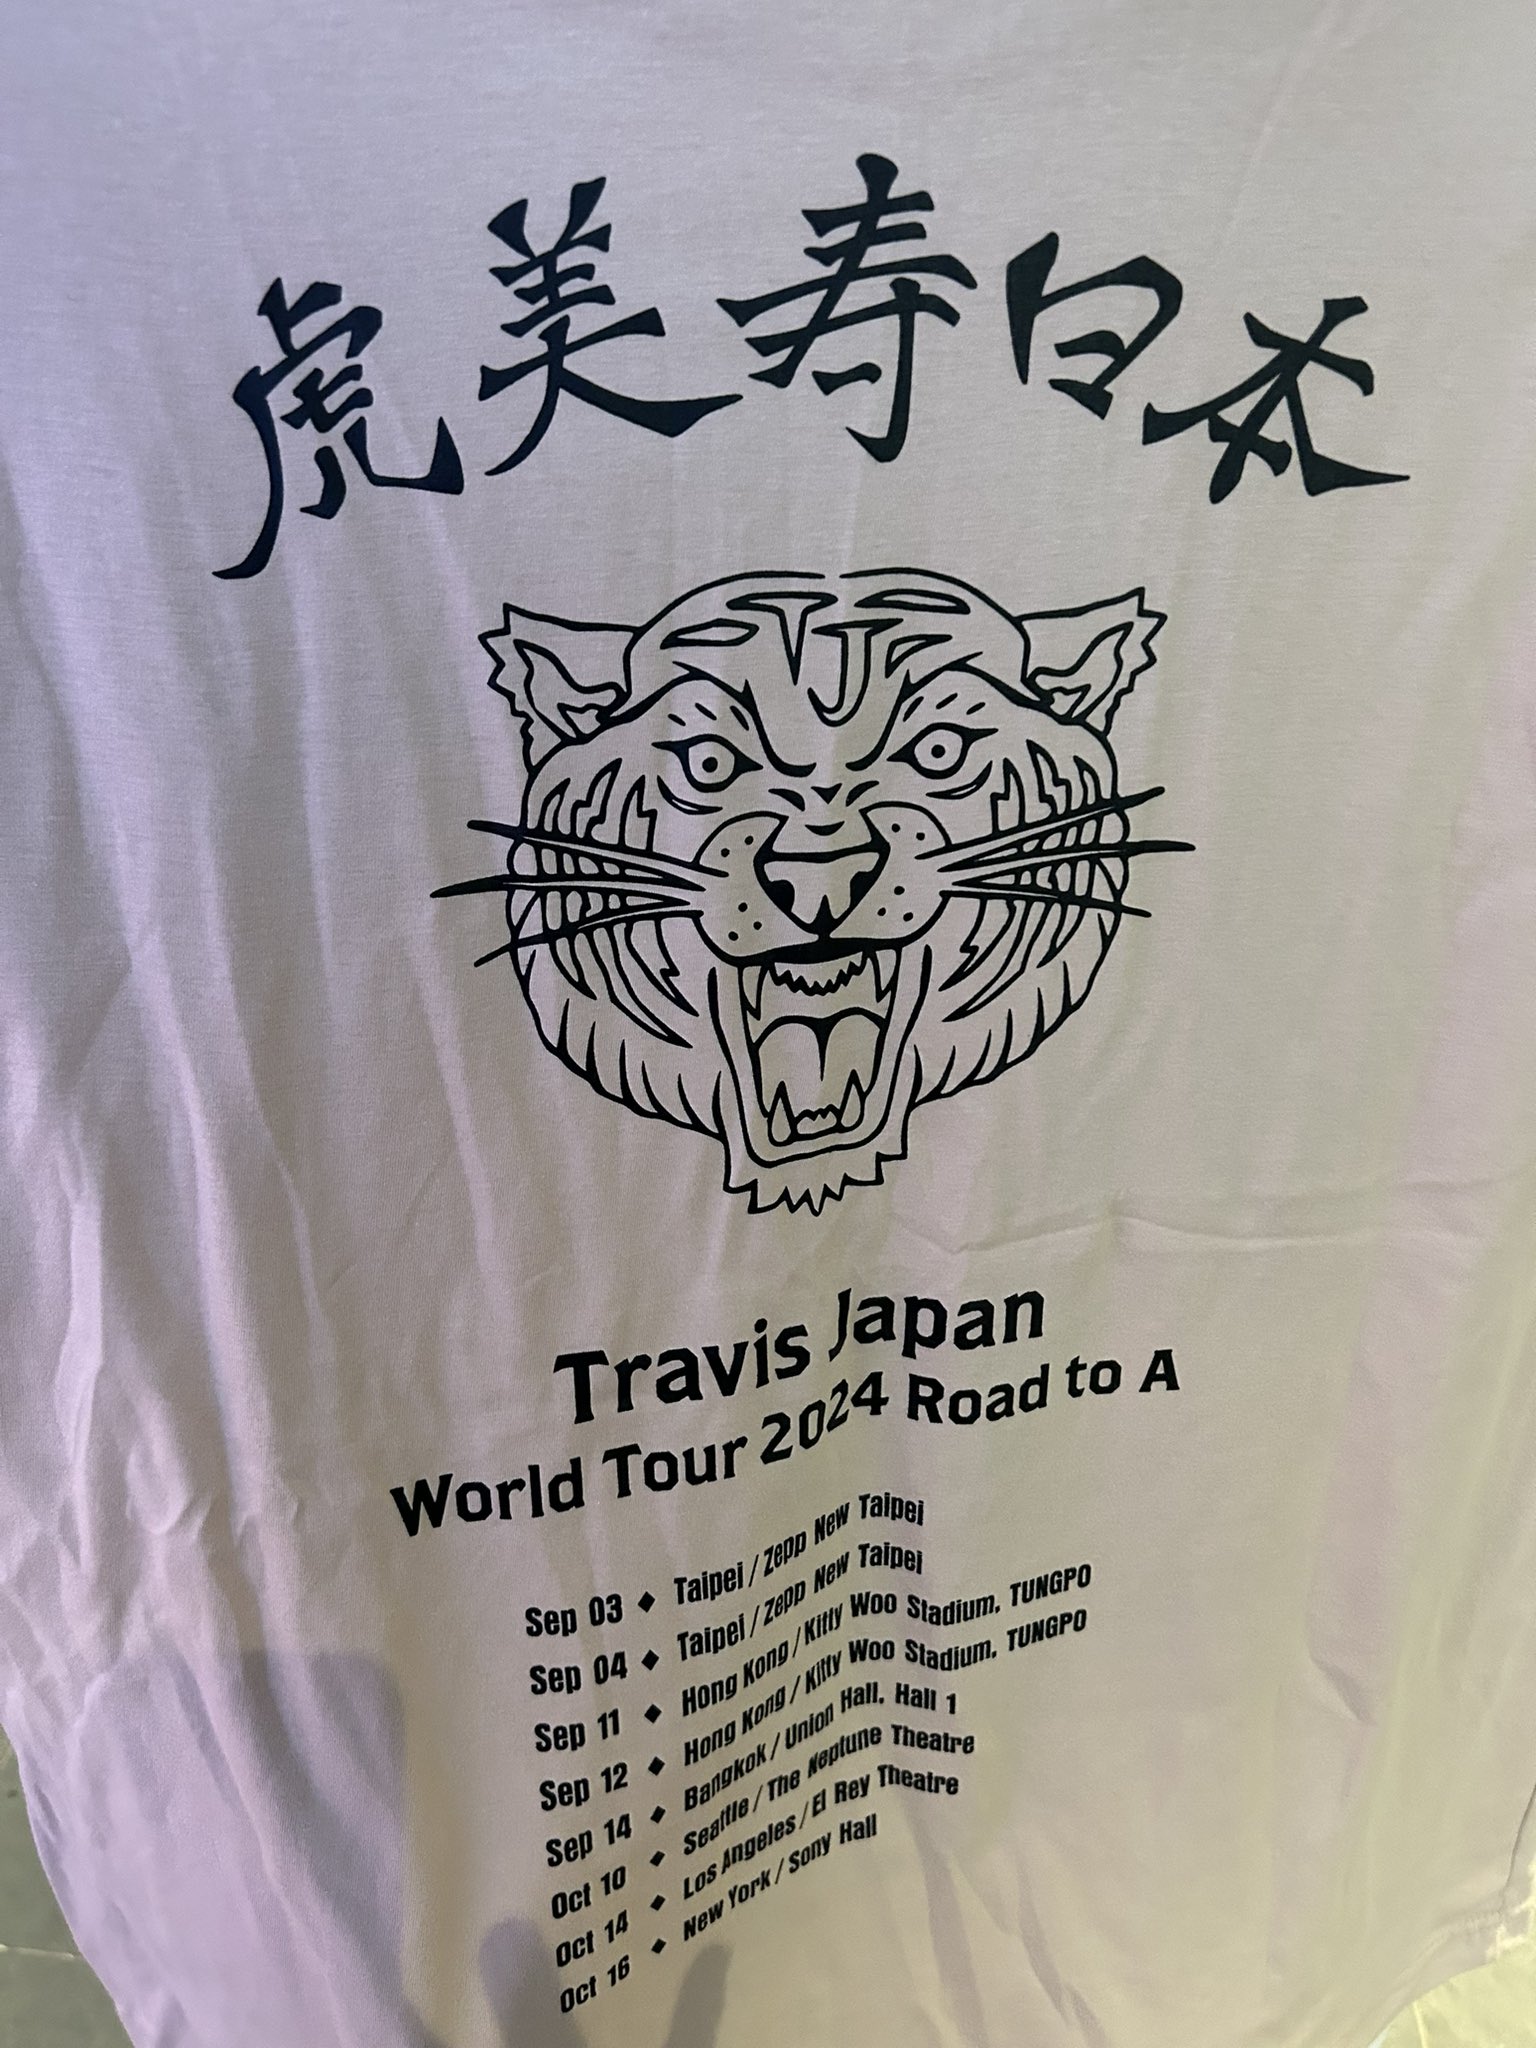 虎美寿日本
TJ
Travis Japan
World Tour 2024 Road to A
Sep 03 ◆ Taipei / Zepp New Taipei
Sep 04 ◆ Taipei / Zepp New Taipei
Sep 11 ◆ Hong Kong / Kitty Woo Stadium, TUNGPO
Sep 12 ◆ Hong Kong / Kitty Woo Stadium, TUNGPO
Sep 14 ◆ Bangkok / Union Hall, Hall 1
Oct 10 ◆ Seattle / The Neptune Theatre
Oct 14 ◆ Los Angeles / El Rey Theatre
Oct 16 ◆ New York / Sony Hall